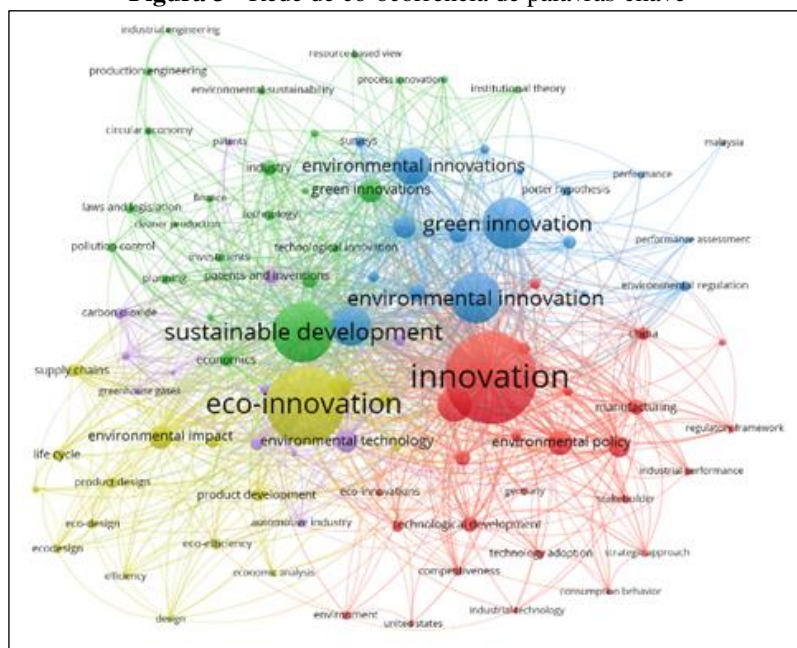 Figura 3 - Rede de co-ocorrência de palavras-chave
industrial engineering
resource-based view
production engineering
process innovation
environmental sustainability
institutional theory
circular economy
patents
surveys
malaysia
environmental innovations
industry
performance
green innovations
porter hypothesis
finance
laws and legislation
technology
cleaner production
green innovation
pollution control
technological innovation
performance assessment
investments
planning
patents and inventions
environmental regulation
environmental innovation
carbon dioxide
sustainable development
china
economics
supply chains
innovation
greenhouse gases
eco-innovation
manufacturing
regulatory framework
environmental impact
environmental technology
environmental policy
life cycle
industrial performance
product design
eco-innovations
germany
product development
stakeholder
eco-design
automotive industry
technological development
eco-efficiency
ecodesign
technology adoption
strategic approach
efficiency
economic analysis
competitiveness
consumption behavior
design
environment
industrial technology
united states